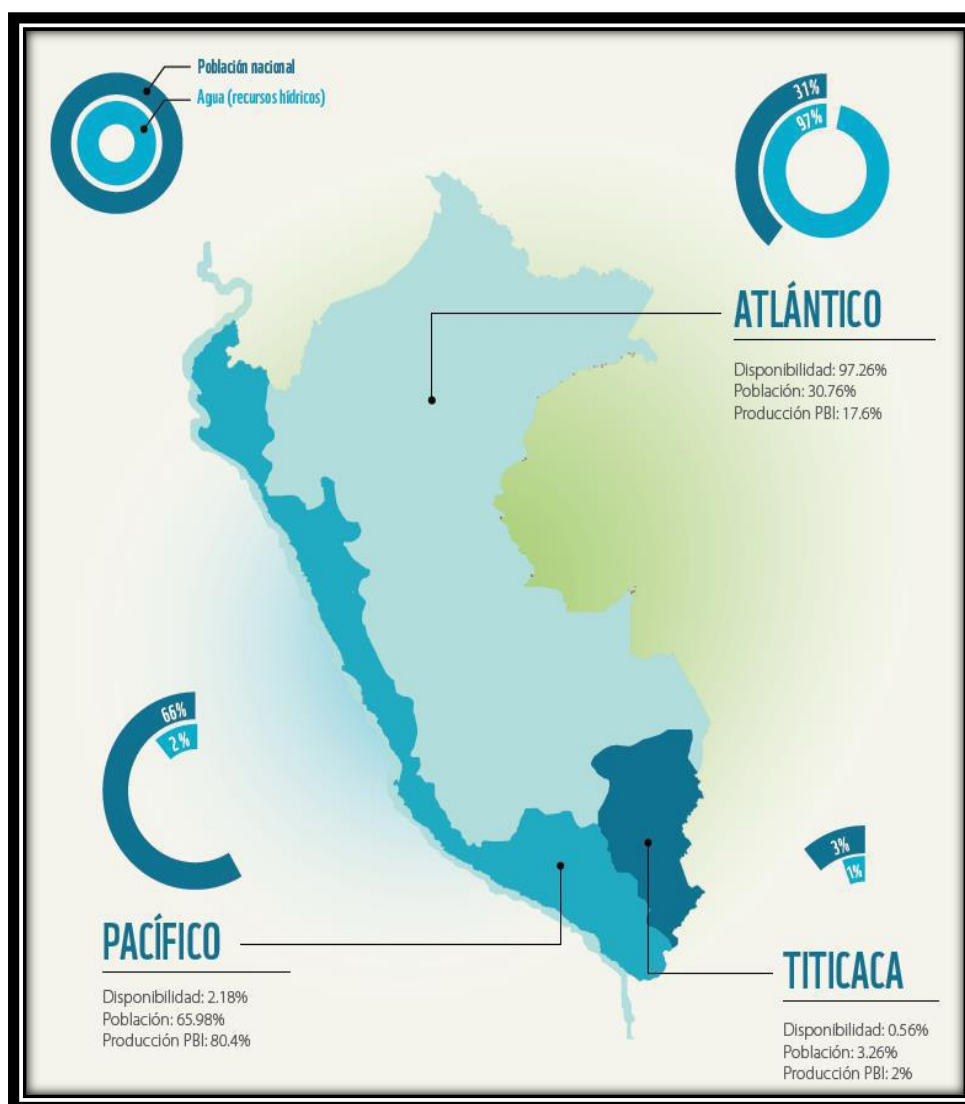 Población nacional
Agua (recursos hídricos)
31%
97%
ATLÁNTICO
Disponibilidad: 97.26%
Población: 30.76%
Producción PBI: 17.6%
66%
2%
PACÍFICO
Disponibilidad: 2.18%
Población: 65.98%
Producción PBI: 80.4%
3%
1%
TITICACA
Disponibilidad: 0.56%
Población: 3.26%
Producción PBI: 2%